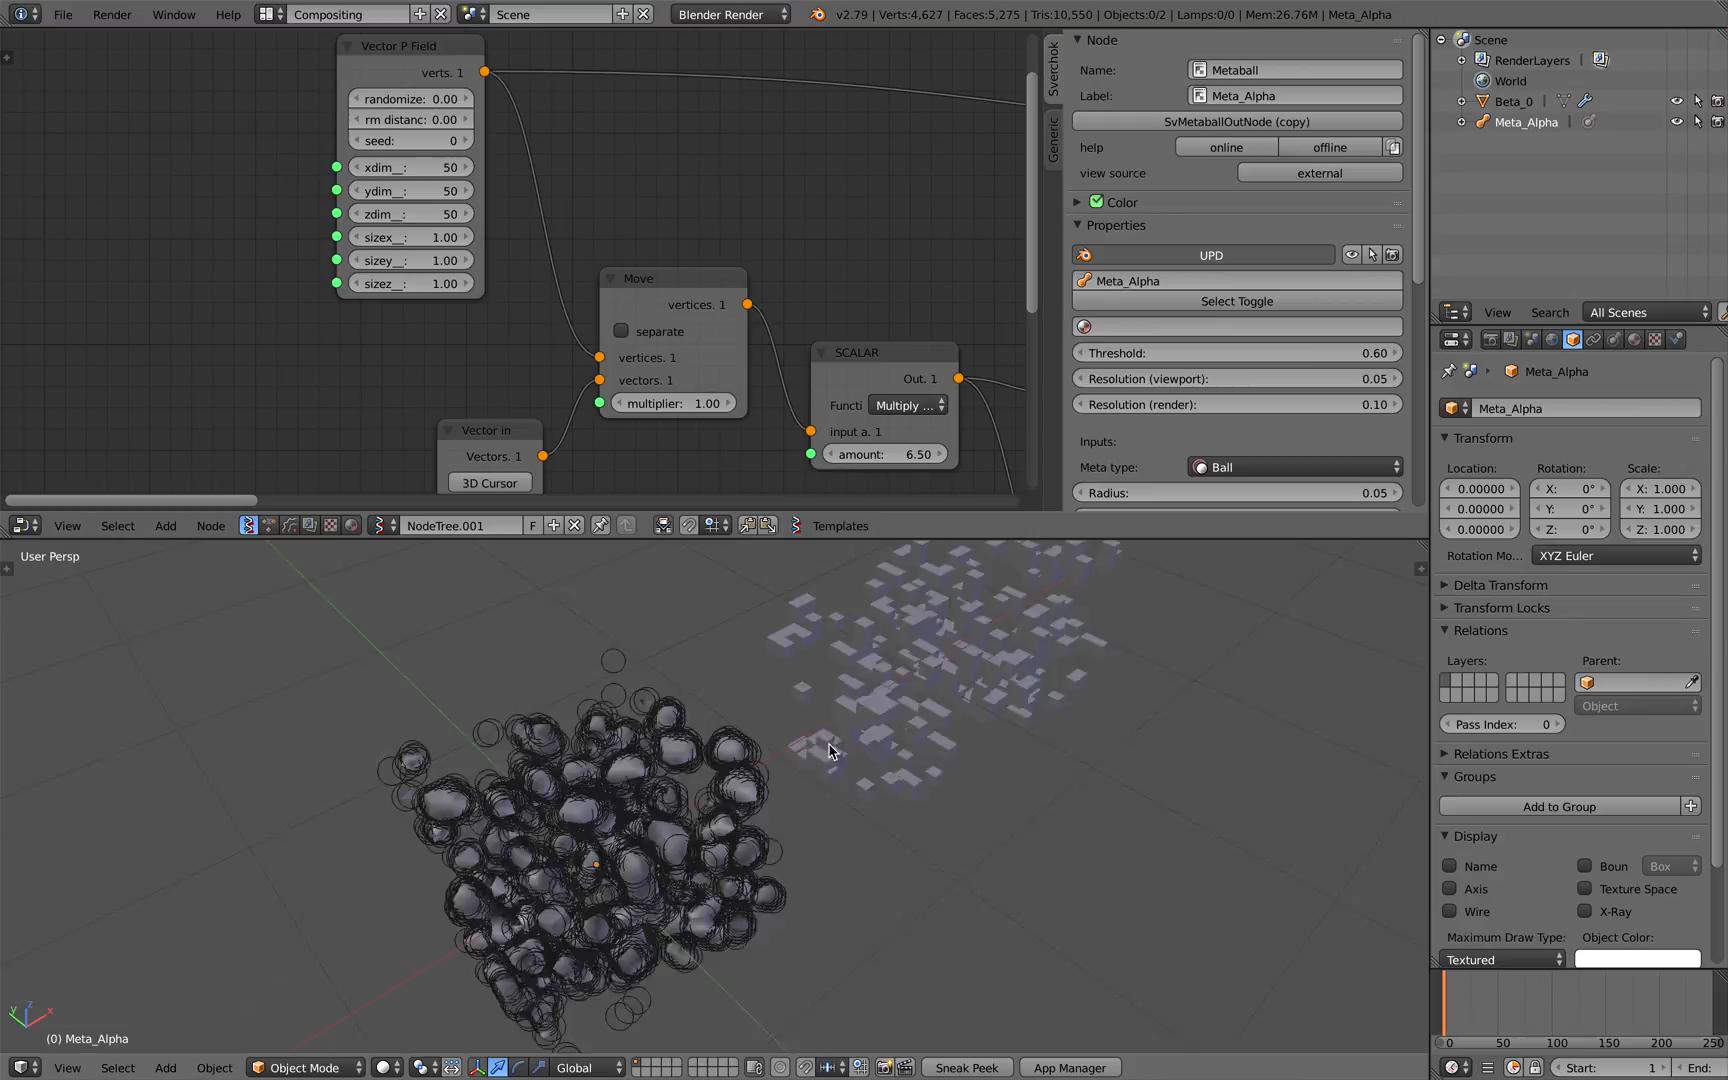 File
Render
Window
Help
Compositing
Scene
Blender Render
v2.79 | Verts:4,627 | Faces:5,275 | Tris:10,550 | Objects:0/2 | Lamps:0/0 | Mem:26.76M | Meta_Alpha
Vector P Field
verts. 1
randomize: 0.00
rm distanc: 0.00
seed: 0
xdim__: 50
ydim__: 50
zdim__: 50
sizex__: 1.00
sizey__: 1.00
sizez__: 1.00
Move
vertices. 1
separate
vertices. 1
vectors. 1
multiplier: 1.00
Vector in
Vectors. 1
3D Cursor
SCALAR
Out. 1
Functi Multiply ...
input a. 1
amount: 6.50
Sverchok
Generic
Node
Name: Metaball
Label: Meta_Alpha
SvMetaballOutNode (copy)
help online offline
view source external
Color
Properties
UPD
Meta_Alpha
Select Toggle
Threshold: 0.60
Resolution (viewport): 0.05
Resolution (render): 0.10
Inputs:
Meta type: Ball
Radius: 0.05
View Select Add Node NodeTree.001 F Templates
Scene
RenderLayers
World
Beta_0
Meta_Alpha
View Search All Scenes
Meta_Alpha
Meta_Alpha
Transform
Location: Rotation: Scale:
0.00000 X: 0° X: 1.000
0.00000 Y: 0° Y: 1.000
0.00000 Z: 0° Z: 1.000
Rotation Mo... XYZ Euler
Delta Transform
Transform Locks
Relations
Layers: Parent:
Object
Pass Index: 0
Relations Extras
Groups
Add to Group
Display
Name Boun Box
Axis Texture Space
Wire X-Ray
Maximum Draw Type: Object Color:
Textured
0 50 100 150 200 250
Start: 1 End:
User Persp
y z x
(0) Meta_Alpha
View Select Add Object Object Mode Global Sneak Peek App Manager